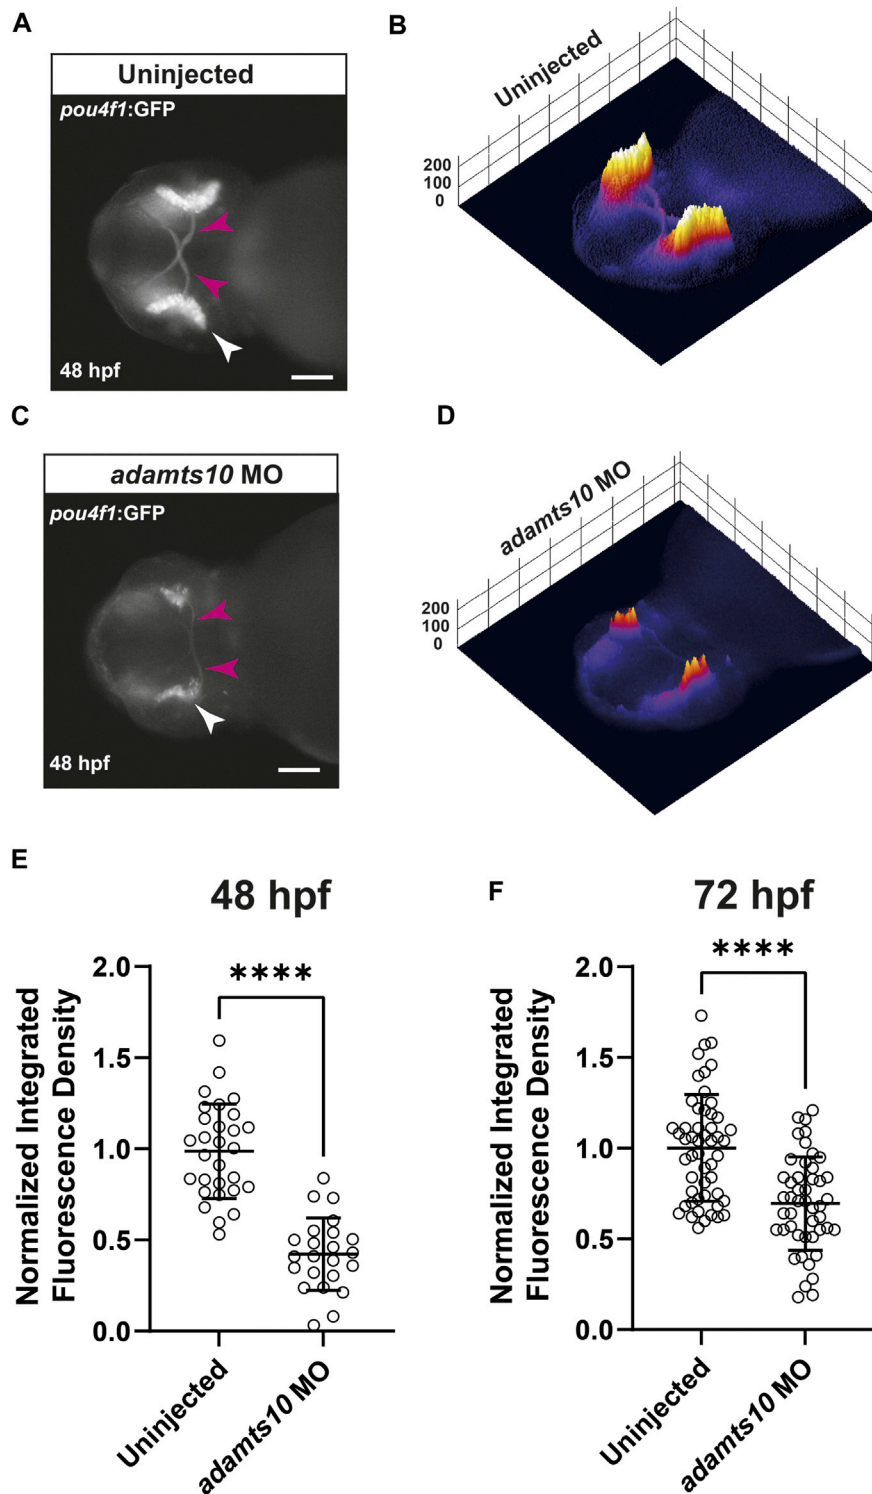 A
Uninjected
pou4f1:GFP
48 hpf
B
Uninjected
200
100
0
C
adamts10 MO
pou4f1:GFP
48 hpf
D
adamts10 MO
200
100
0
E
48 hpf
****
Normalized Integrated
Fluorescence Density
2.0
1.5
1.0
0.5
0.0
Uninjected
adamts10 MO
F
72 hpf
****
Normalized Integrated
Fluorescence Density
2.0
1.5
1.0
0.5
0.0
Uninjected
adamts10 MO